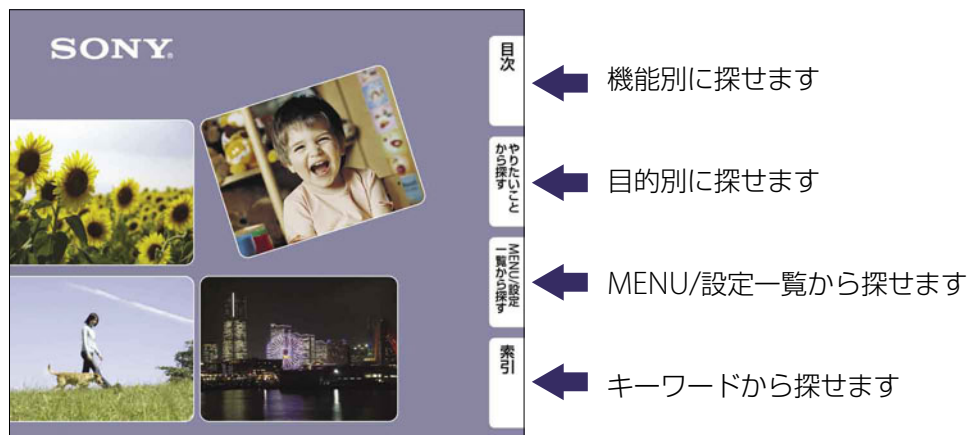 SONY
目次
機能別に探せます
やりたいこと
から探す
目的別に探せます
MENU/設定
一覧から探す
MENU/設定一覧から探せます
索引
キーワードから探せます